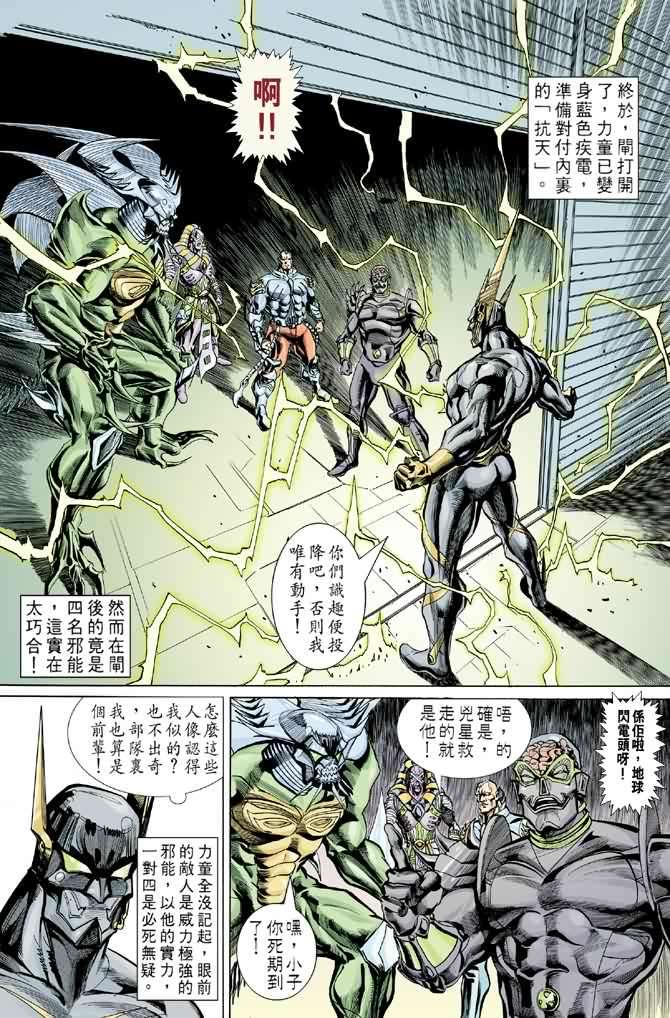 終於，閘打開
了，力童已變
身藍色疾電，
準備對付內裏
的「抗天」。
啊!!
你們識趣便投
降吧，否則我
唯有動手！
然而在閘
後的竟是
四名邪能
，這實在
太巧合！
係佢啦，地球
閃電頭呀！
唔，的
確是，
兇星救
走的就
是他！
嘿，小子
你死期到
了！
怎麼這些
人像認得
我似的？
也不出奇
，部隊裏
我也算是
個前輩！
力童全沒記起，眼前
的敵人是威力極強的
邪能，以他的實力，
一對四是必死無疑。